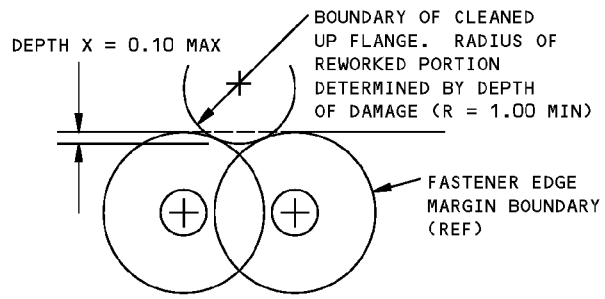 BOUNDARY OF CLEANED
UP FLANGE. RADIUS OF
REWORKED PORTION
DETERMINED BY DEPTH
OF DAMAGE (R = 1.00 MIN)
DEPTH X = 0.10 MAX
FASTENER EDGE
MARGIN BOUNDARY
(REF)